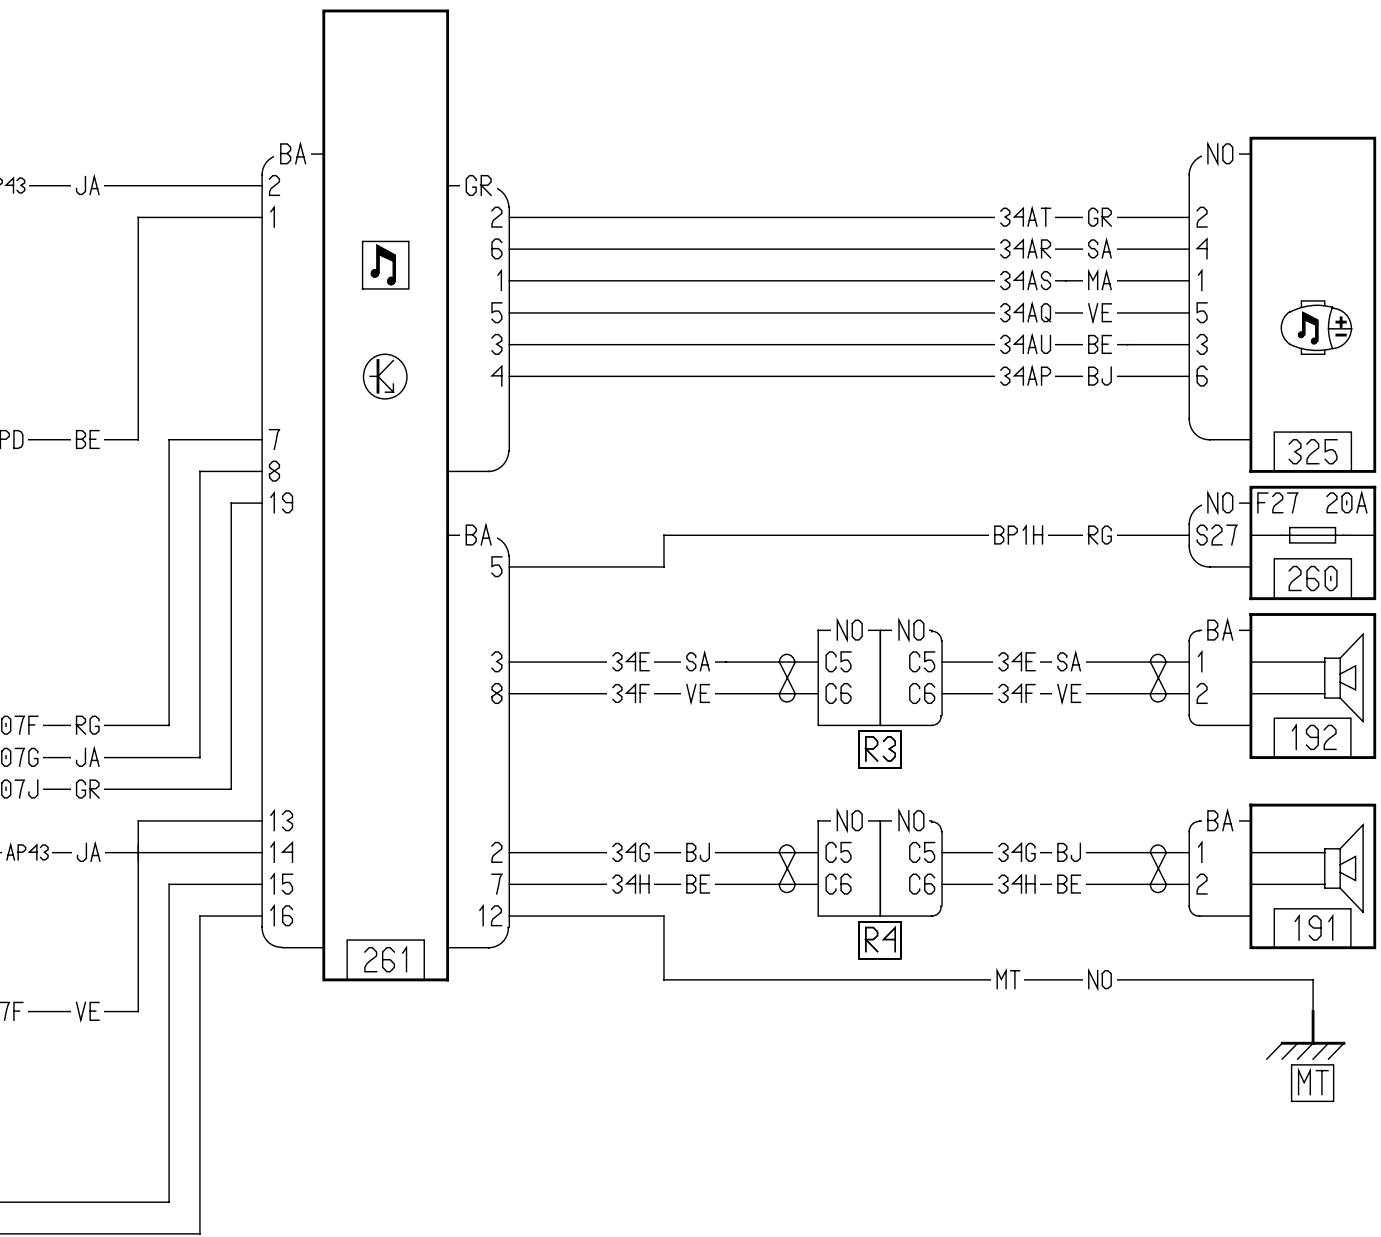 BA NO
P43 JA 2 GR
1 2 34AT GR 2
6 34AR SA 4
1 34AS MA 1
5 34AQ VE 5
3 34AU BE 3
4 34AP BJ 6
PD BE 7 325
8
19 NO F27 20A
BA BP1H RG S27
5 260
NO NO BA
3 34E SA C5 C5 34E SA 1
8 34F VE C6 C6 34F VE 2
07F RG 192
R3
07G JA
07J GR
13 NO NO BA
AP43 JA 14 2 34G BJ C5 C5 34G BJ 1
15 7 34H BE C6 C6 34H BE 2
16 12 191
R4
261
MT NO
7F VE
MT